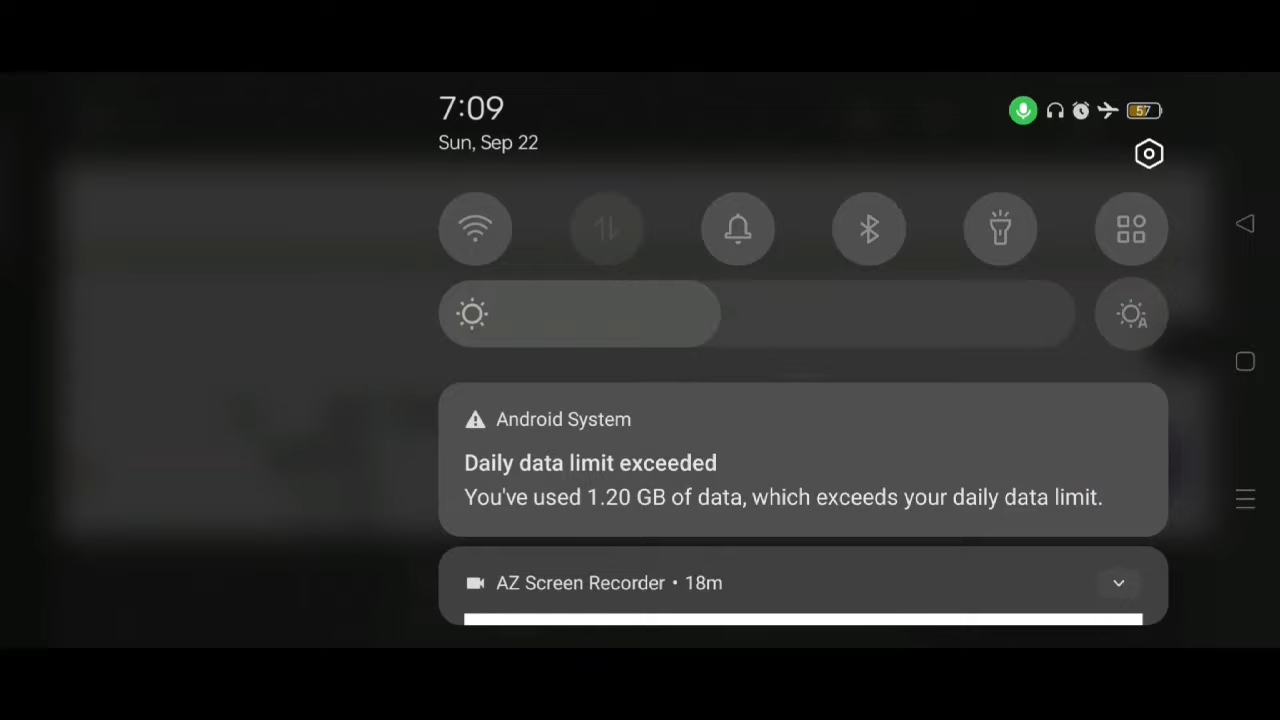 7:09
57
Sun, Sep 22
A
Android System
Daily data limit exceeded
You've used 1.20 GB of data, which exceeds your daily data limit.
AZ Screen Recorder • 18m